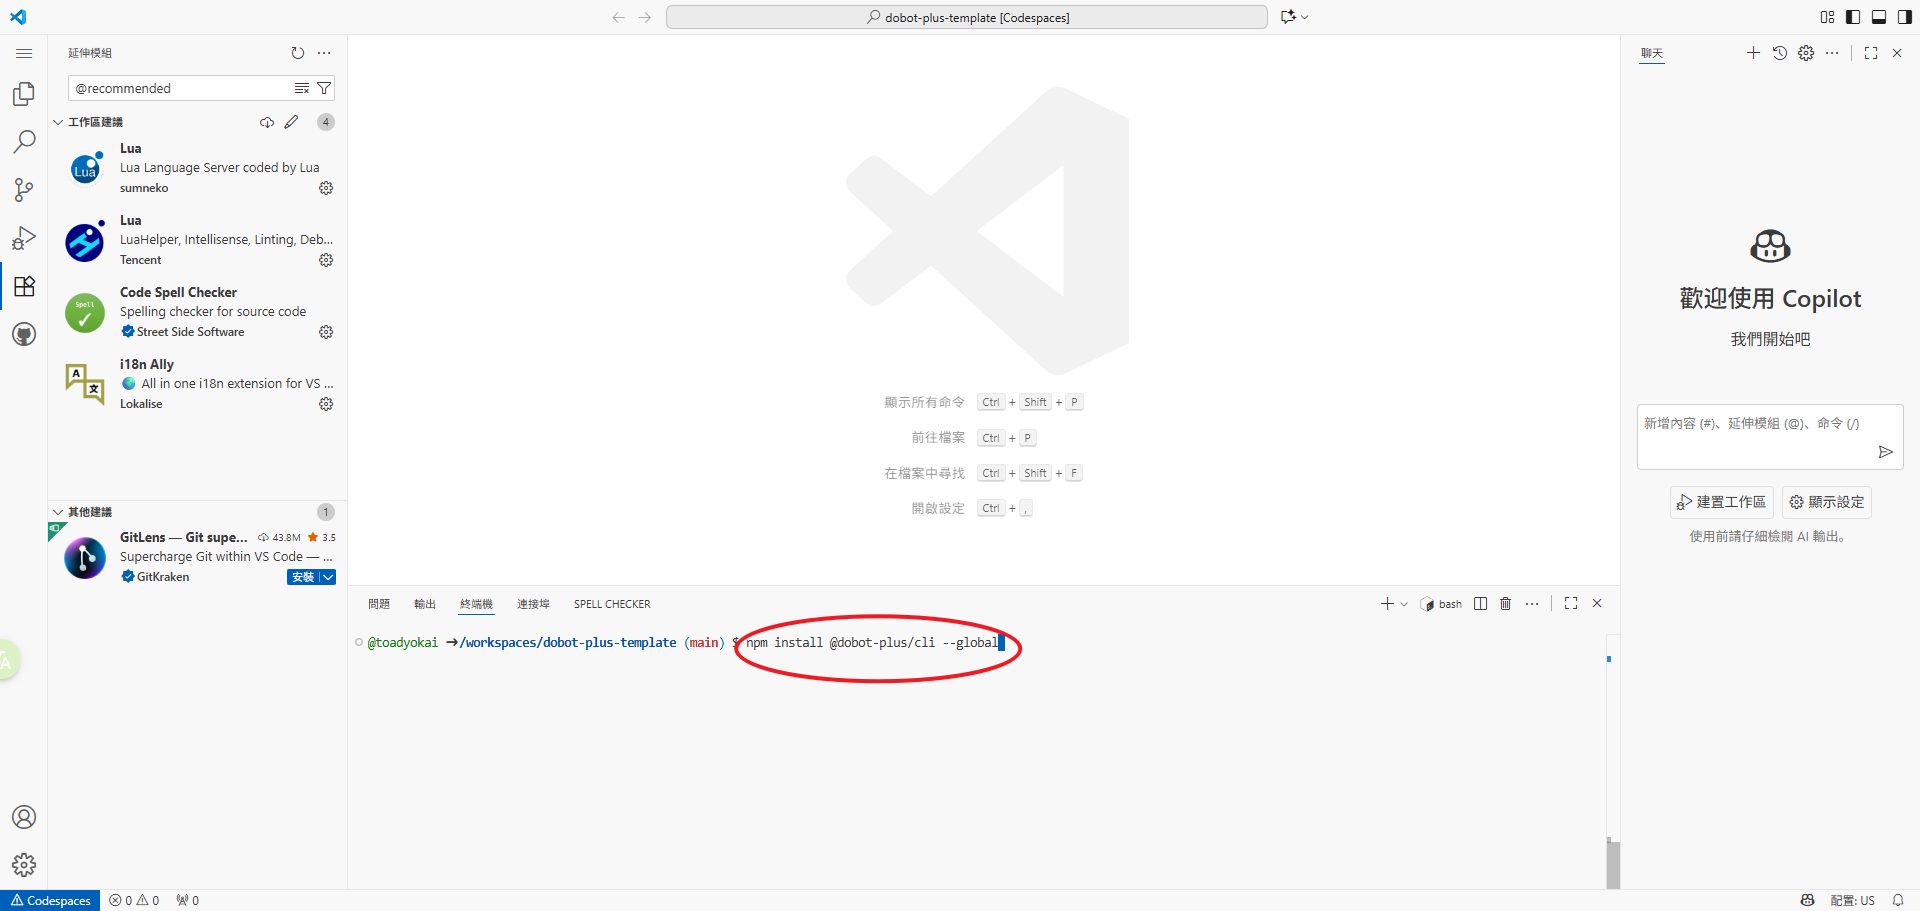 dobot-plus-template [Codespaces]
延伸模組
@recommended
工作區建議
4
Lua
Lua Language Server coded by Lua
sumneko
Lua
LuaHelper, Intellisense, Linting, Deb...
Tencent
Code Spell Checker
Spelling checker for source code
Street Side Software
i18n Ally
All in one i18n extension for VS ...
Lokalise
其他建議
1
GitLens — Git supe... 43.8M 3.5
Supercharge Git within VS Code — ...
GitKraken
安裝
顯示所有命令 Ctrl + Shift + P
前往檔案 Ctrl + P
在檔案中尋找 Ctrl + Shift + F
開啟設定 Ctrl + ,
問題 輸出 終端機 連接埠 SPELL CHECKER
bash
@toadyokai ➜/workspaces/dobot-plus-template (main) $ npm install @dobot-plus/cli --global
聊天
歡迎使用 Copilot
我們開始吧
新增內容 (#)、延伸模組 (@)、命令 (/)
建置工作區
顯示設定
使用前請仔細檢閱 AI 輸出。
Codespaces 0 0 0
配置: US